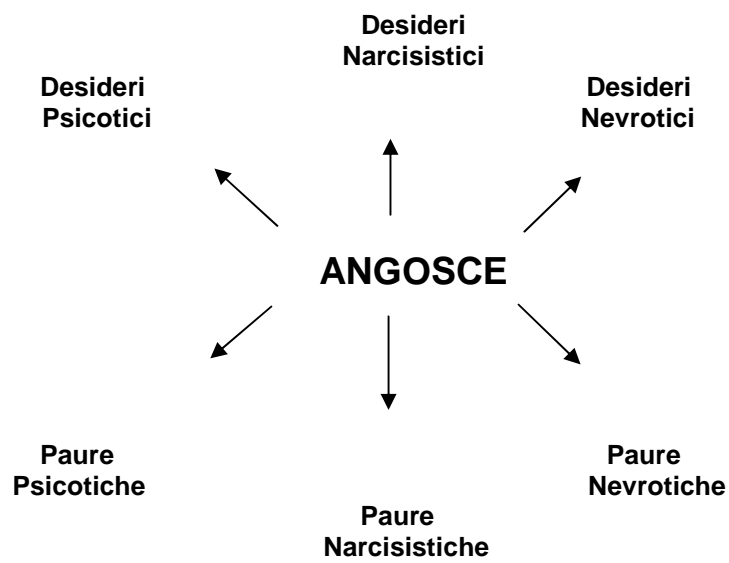 Desideri
Narcisistici
Desideri
Psicotici
Desideri
Nevrotici
ANGOSCE
Paure
Psicotiche
Paure
Nevrotiche
Paure
Narcisistiche